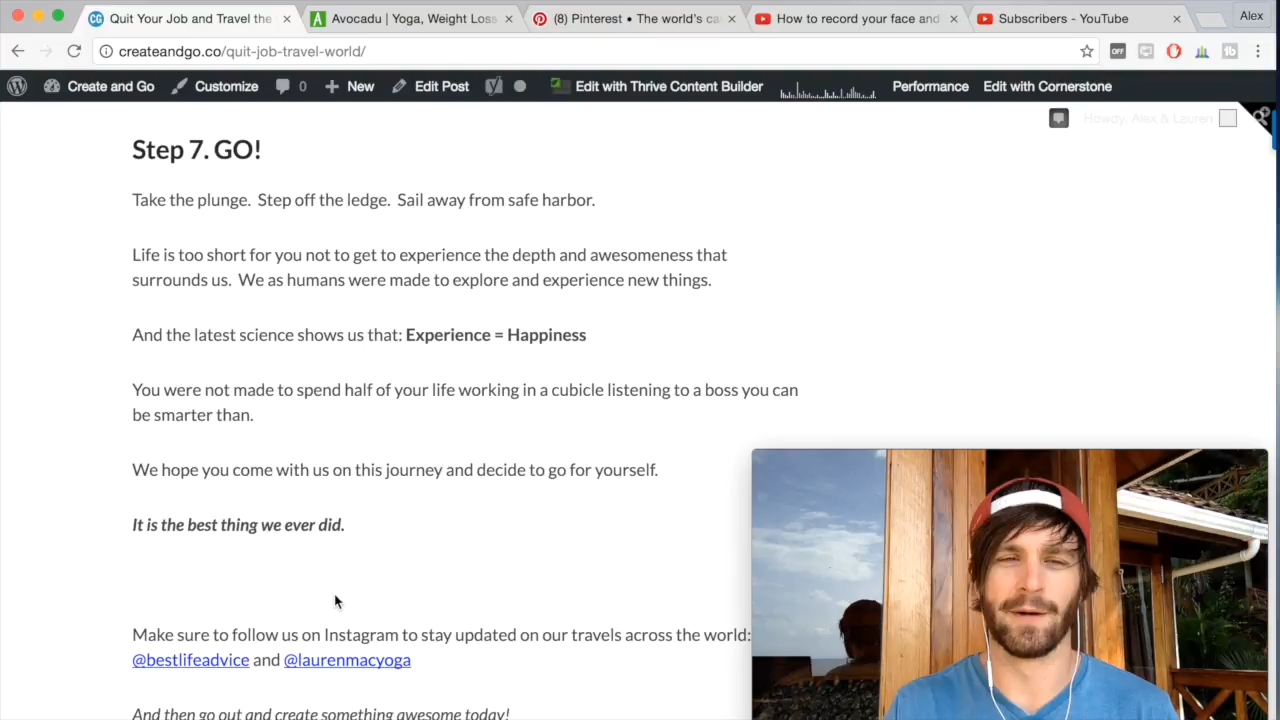 Quit Your Job and Travel the
Avocadu | Yoga, Weight Loss
(8) Pinterest • The world's ca
How to record your face and
Subscribers - YouTube
Alex
createandgo.co/quit-job-travel-world/
OFF
Create and Go
Customize
0
New
Edit Post
Edit with Thrive Content Builder
Performance
Edit with Cornerstone
Howdy, Alex & Lauren
Step 7. GO!
Take the plunge. Step off the ledge. Sail away from safe harbor.
Life is too short for you not to get to experience the depth and awesomeness that
surrounds us. We as humans were made to explore and experience new things.
And the latest science shows us that: Experience = Happiness
You were not made to spend half of your life working in a cubicle listening to a boss you can
be smarter than.
We hope you come with us on this journey and decide to go for yourself.
It is the best thing we ever did.
Make sure to follow us on Instagram to stay updated on our travels across the world:
@bestlifeadvice and @laurenmacyoga
And then go out and create something awesome today!